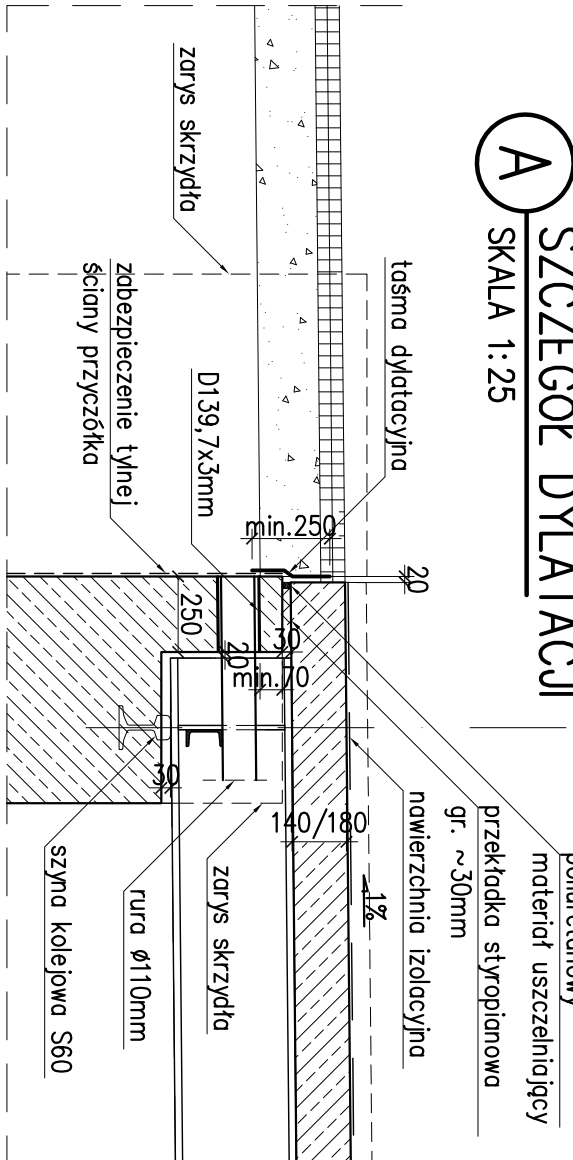 A
SZCZEGÓŁ DYLATACJI
SKALA 1:25
poliuretanowy
materiał uszczelniający
przekładka styropianowa
gr. ~30mm
nawierzchnia izolacyjna
1%
taśma dylatacyjna
20
min.250
30
140/180
min.70
20
250
30
D139,7x3mm
zarys skrzydła
zabezpieczenie tylnej
ściany przyczółka
zarys skrzydła
rura ø110mm
szyna kolejowa S60